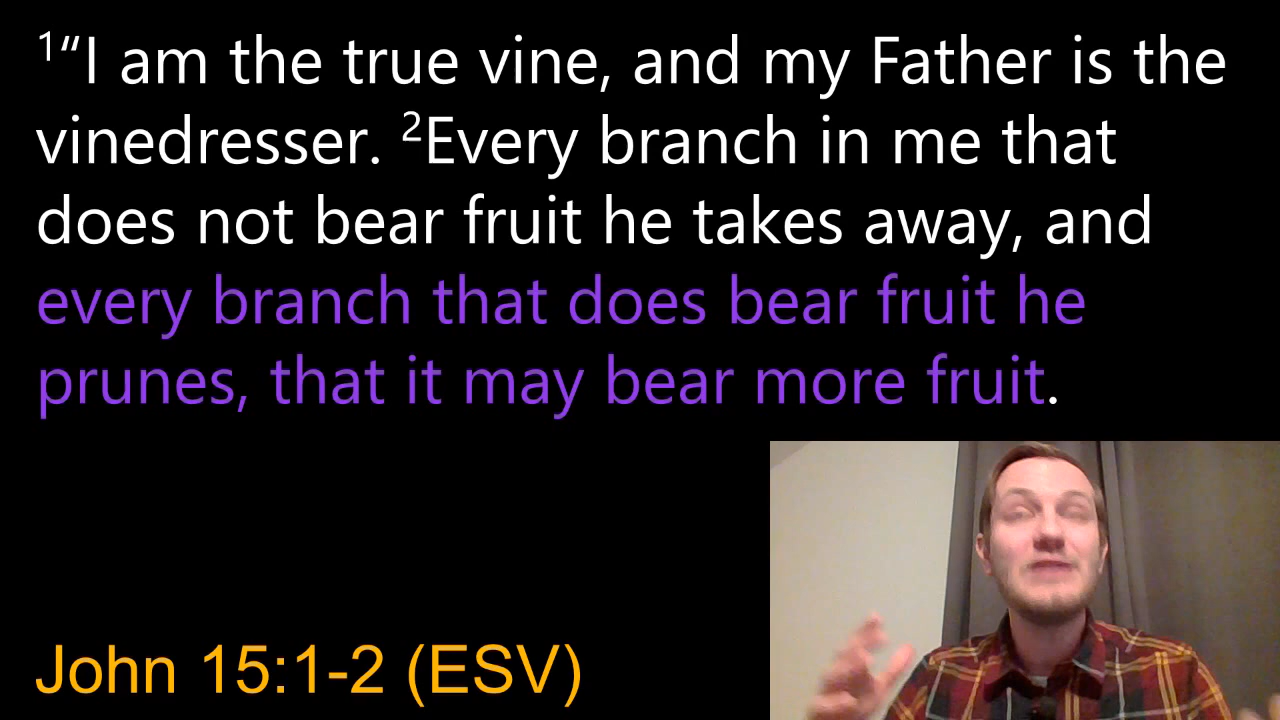 ¹“I am the true vine, and my Father is the
vinedresser. ²Every branch in me that
does not bear fruit he takes away, and
every branch that does bear fruit he
prunes, that it may bear more fruit.
John 15:1-2 (ESV)